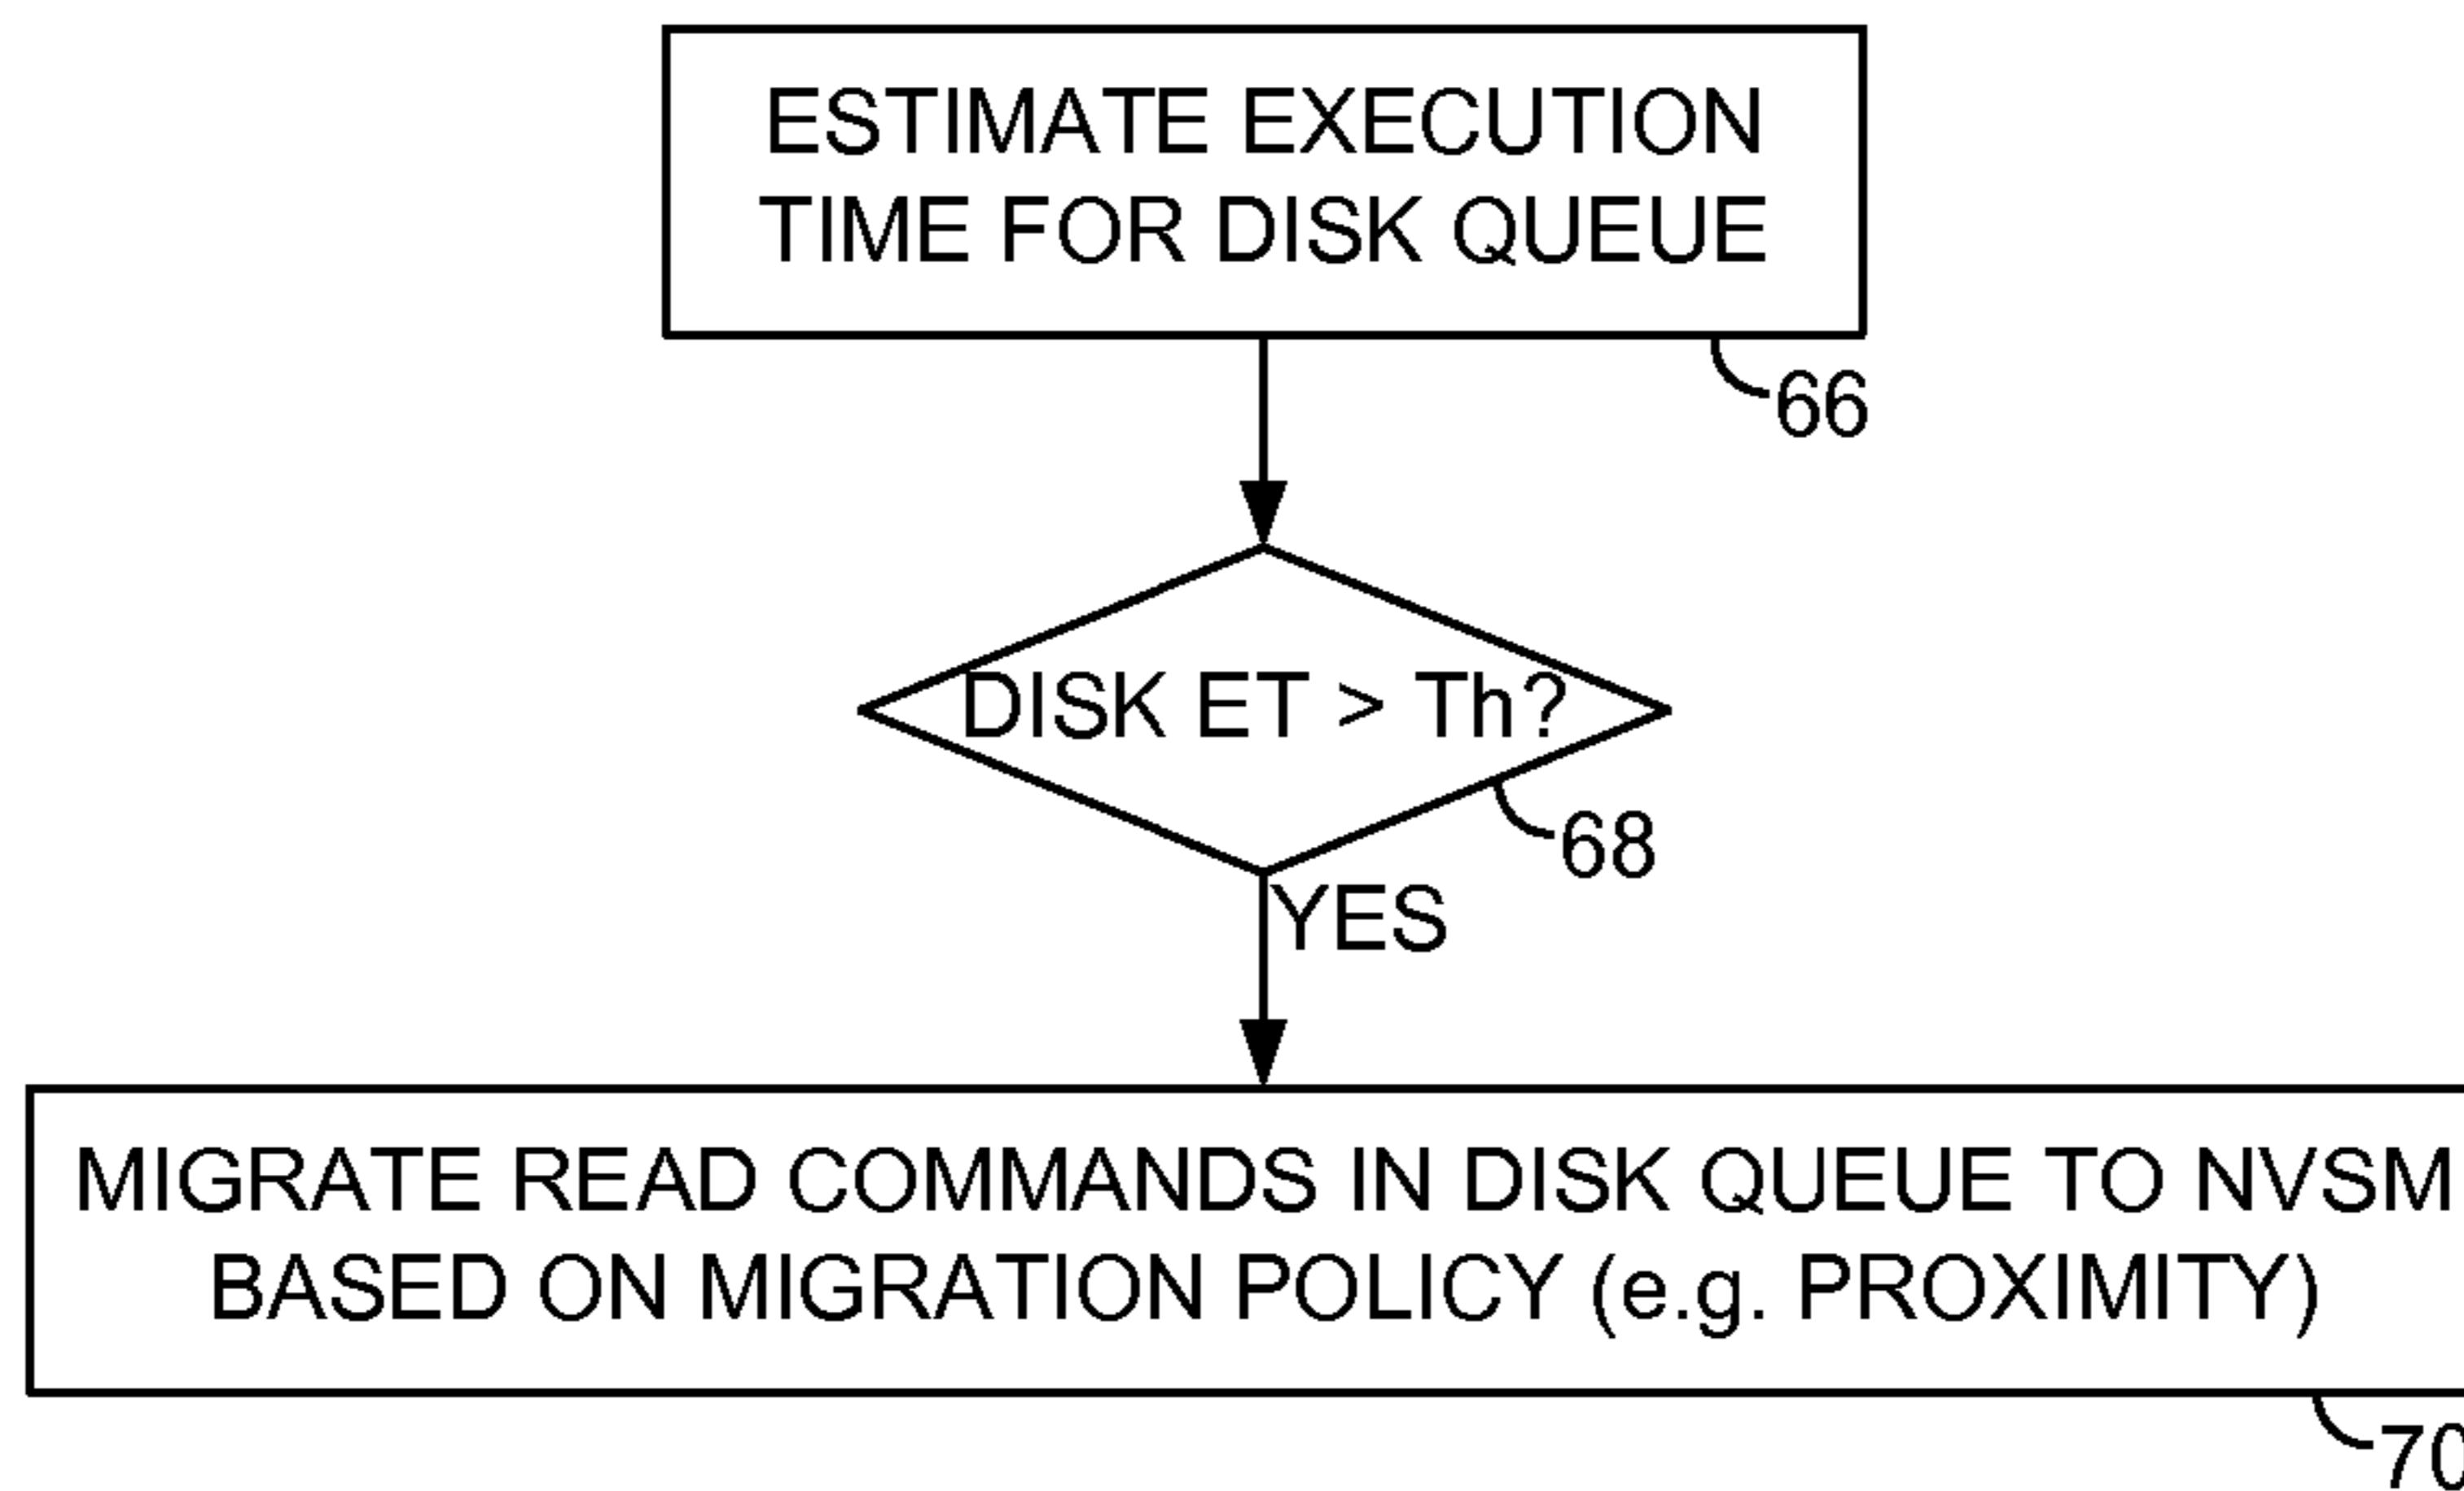 ESTIMATE EXECUTION
TIME FOR DISK QUEUE
66
DISK ET > Th?
68
YES
MIGRATE READ COMMANDS IN DISK QUEUE TO NVSM
BASED ON MIGRATION POLICY (e.g. PROXIMITY)
70